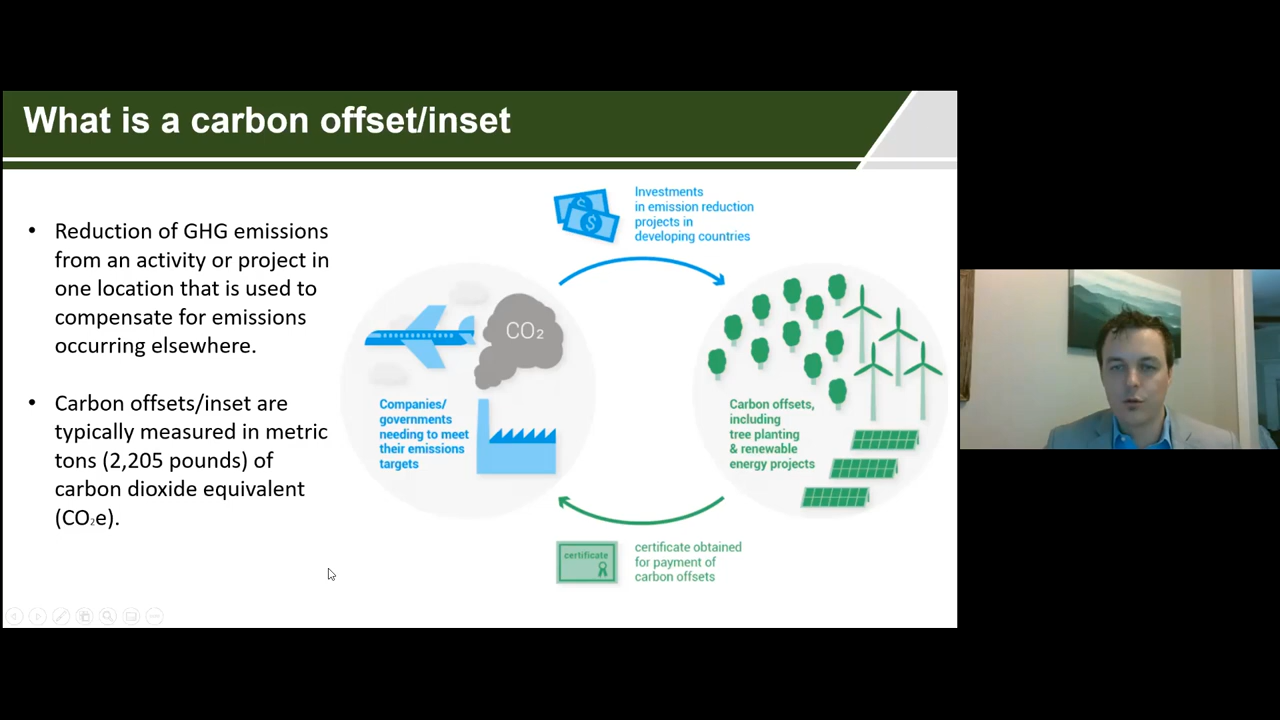 What is a carbon offset/inset
• Reduction of GHG emissions
from an activity or project in
one location that is used to
compensate for emissions
occurring elsewhere.
• Carbon offsets/inset are
typically measured in metric
tons (2,205 pounds) of
carbon dioxide equivalent
(CO₂e).
Investments
in emission reduction
projects in
developing countries
CO₂
Companies/
governments
needing to meet
their emissions
targets
Carbon offsets,
including
tree planting
& renewable
energy projects
certificate
certificate obtained
for payment of
carbon offsets